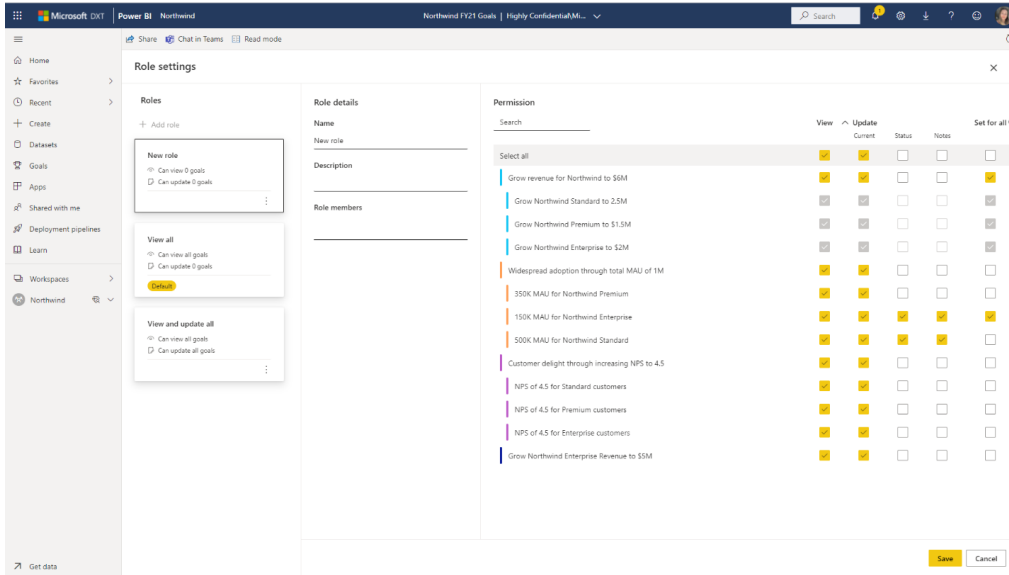 Microsoft DXT Power BI Northwind
Northwind FY21 Goals | Highly Confidential\Mi...
Search
1
?
Share Chat in Teams Read mode
Home
Favorites
Recent
Create
Datasets
Goals
Apps
Shared with me
Deployment pipelines
Learn
Workspaces
Northwind
Get data
Role settings
Roles
+ Add role
New role
Can view 0 goals
Can update 0 goals
View all
Can view all goals
Can update 0 goals
Default
View and update all
Can view all goals
Can update all goals
Role details
Name
New role
Description
Role members
Permission
Search
View Update Set for all
Current Status Notes
Select all
Grow revenue for Northwind to $6M
Grow Northwind Standard to 2.5M
Grow Northwind Premium to $1.5M
Grow Northwind Enterprise to $2M
Widespread adoption through total MAU of 1M
350K MAU for Northwind Premium
150K MAU for Northwind Enterprise
500K MAU for Northwind Standard
Customer delight through increasing NPS to 4.5
NPS of 4.5 for Standard customers
NPS of 4.5 for Premium customers
NPS of 4.5 for Enterprise customers
Grow Northwind Enterprise Revenue to $5M
Save Cancel